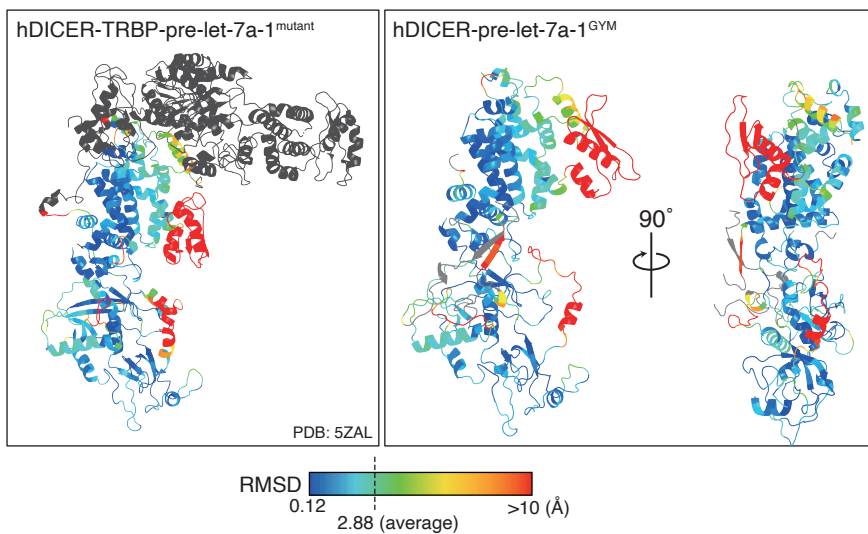 hDICER-TRBP-pre-let-7a-1mutant
hDICER-pre-let-7a-1GYM
90°
PDB: 5ZAL
RMSD
0.12
>10 (Å)
2.88 (average)